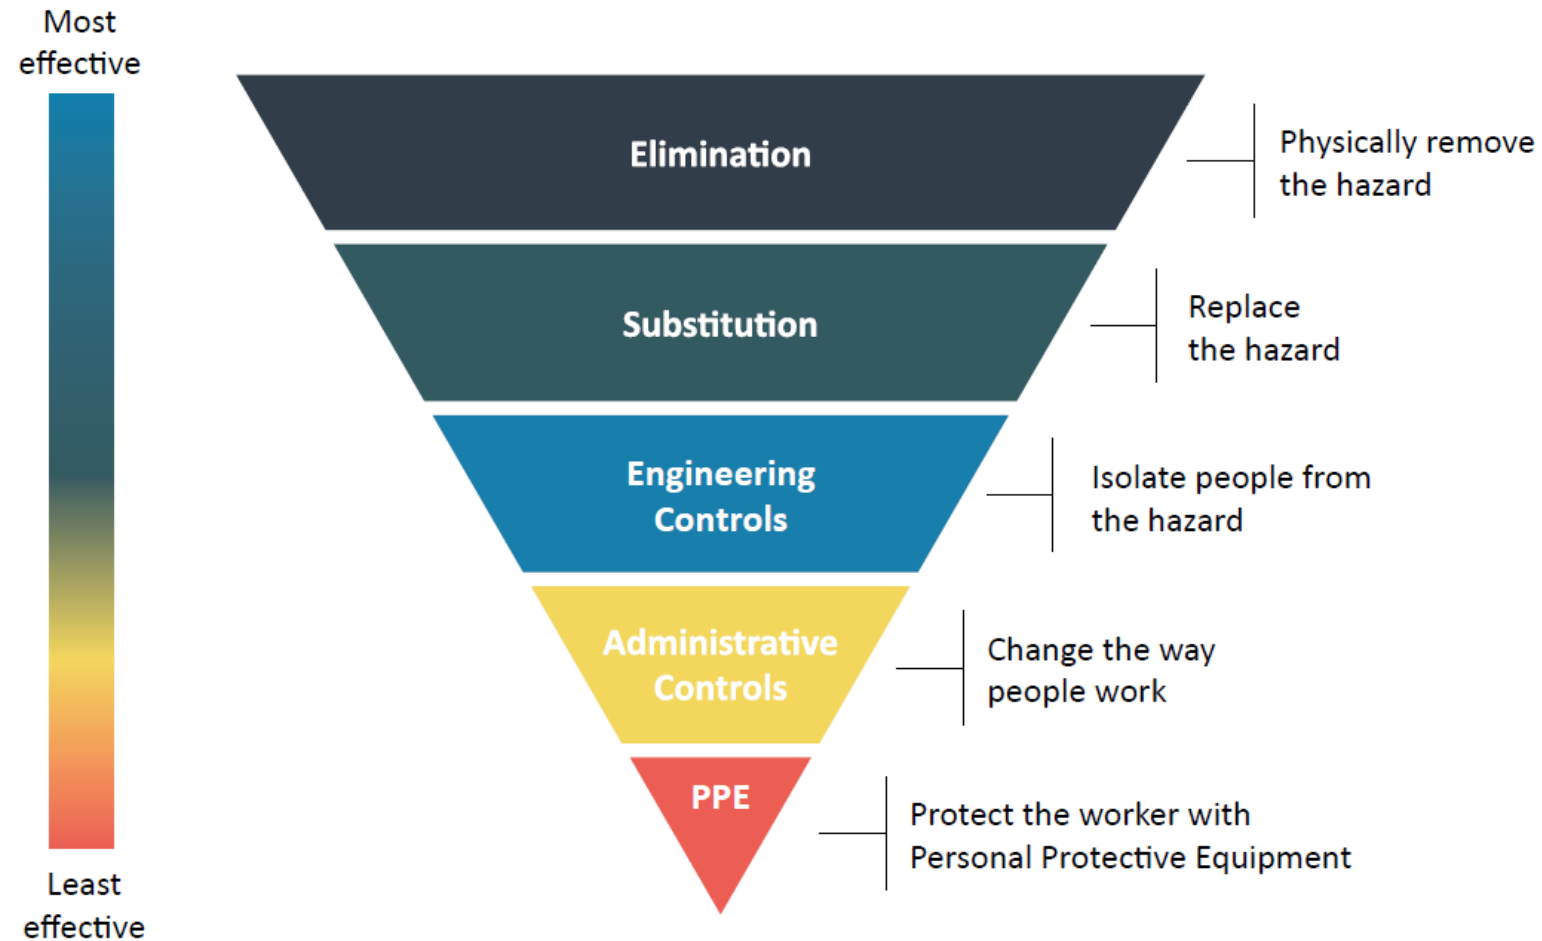 Most
effective
Elimination
Physically remove
the hazard
Substitution
Replace
the hazard
Engineering
Controls
Isolate people from
the hazard
Administrative
Controls
Change the way
people work
PPE
Protect the worker with
Personal Protective Equipment
Least
effective